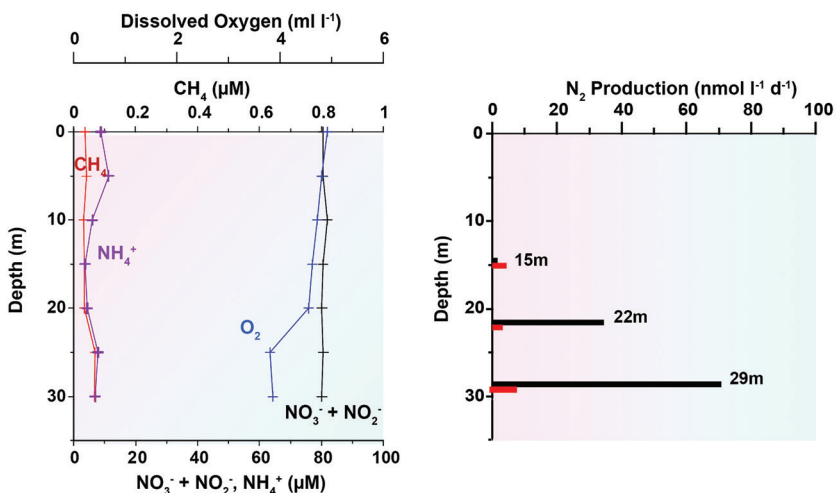 Dissolved Oxygen (ml l⁻¹)
0 2 4 6
CH₄ (µM)
0 0.2 0.4 0.6 0.8 1
0
10
20
30
Depth (m)
CH₄
NH₄⁺
O₂
NO₃⁻ + NO₂⁻
0 20 40 60 80 100
NO₃⁻ + NO₂⁻, NH₄⁺ (µM)
N₂ Production (nmol l⁻¹ d⁻¹)
0 20 40 60 80 100
0
10
20
30
Depth (m)
15m
22m
29m